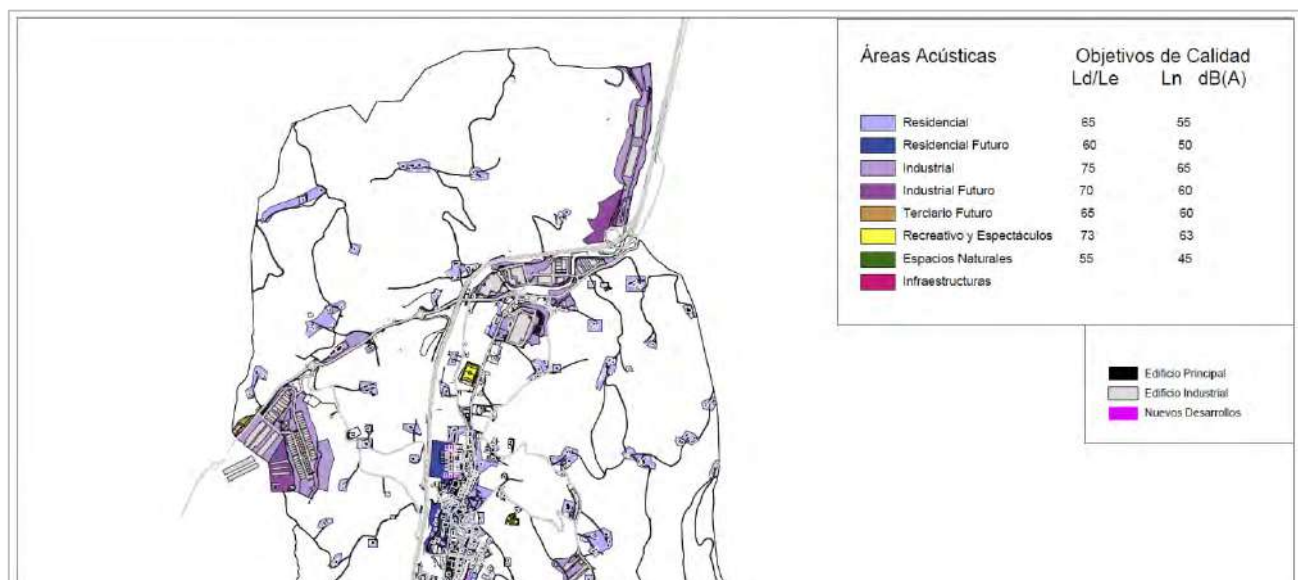 Áreas Acústicas Objetivos de Calidad
Ld/Le Ln dB(A)
Residencial 65 55
Residencial Futuro 60 50
Industrial 75 65
Industrial Futuro 70 60
Terciario Futuro 65 60
Recreativo y Espectáculos 73 63
Espacios Naturales 55 45
Infraestructuras
Edificio Principal
Edificio Industrial
Nuevos Desarrollos